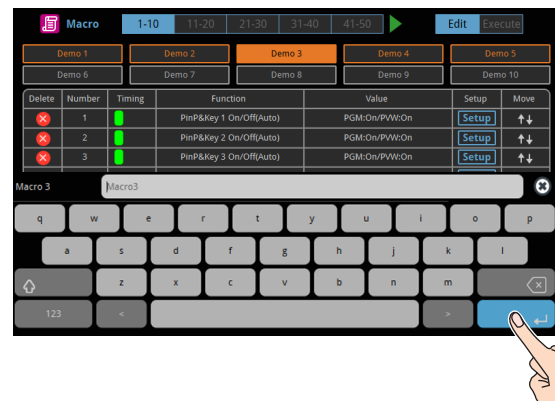 Macro 1-10 11-20 21-30 31-40 41-50 Edit Execute
Demo 1 Demo 2 Demo 3 Demo 4 Demo 5
Demo 6 Demo 7 Demo 8 Demo 9 Demo 10
Delete Number Timing Function Value Setup Move
1 PinP&Key 1 On/Off(Auto) PGM:On/PVW:On Setup
2 PinP&Key 2 On/Off(Auto) PGM:On/PVW:On Setup
3 PinP&Key 3 On/Off(Auto) PGM:On/PVW:On Setup
Macro 3 Macro3
q w e r t y u i o p
a s d f g h j k l
z x c v b n m
123 < >